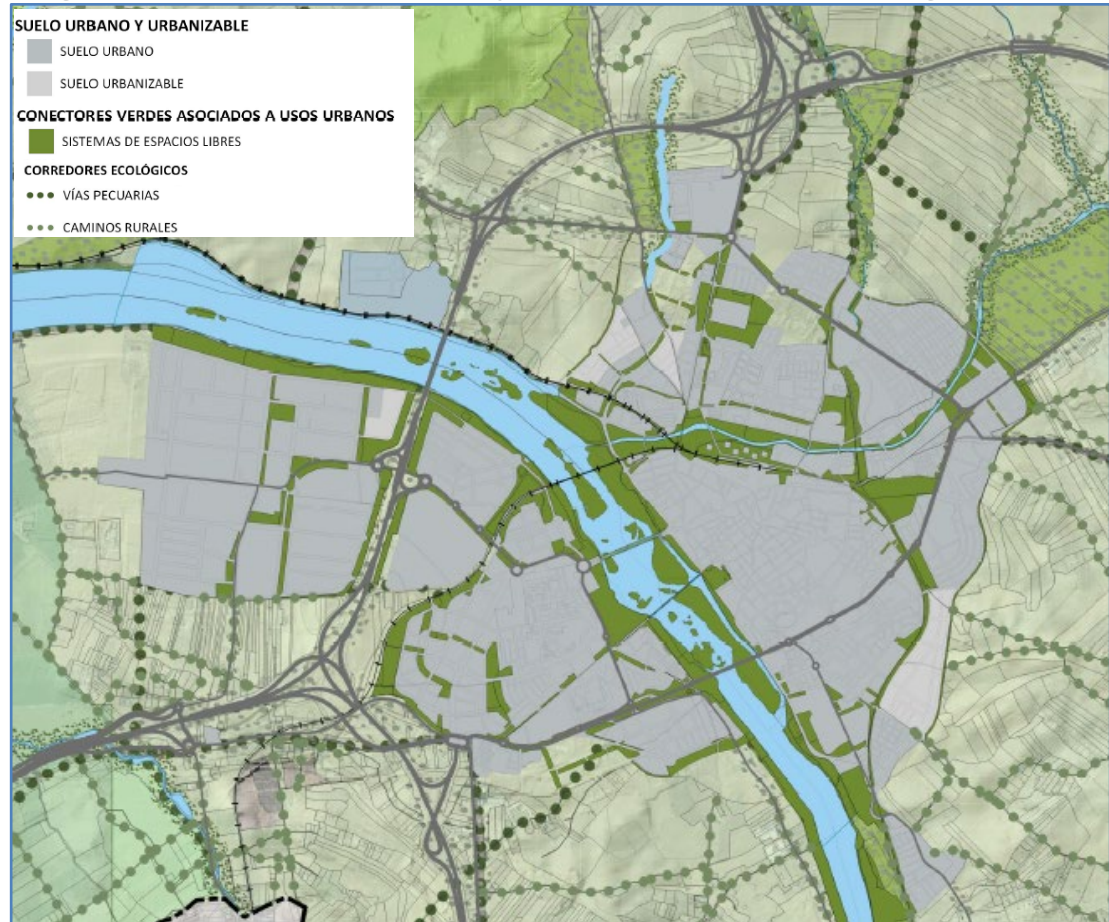 SUELO URBANO Y URBANIZABLE
SUELO URBANO
SUELO URBANIZABLE
CONECTORES VERDES ASOCIADOS A USOS URBANOS
SISTEMAS DE ESPACIOS LIBRES
CORREDORES ECOLÓGICOS
VÍAS PECUARIAS
CAMINOS RURALES